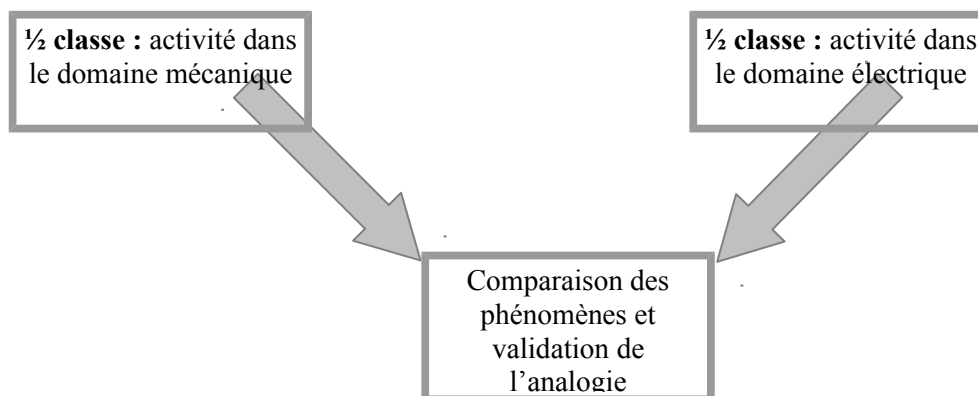 ½ classe : activité dans
le domaine mécanique
½ classe : activité dans
le domaine électrique
Comparaison des
phénomènes et
validation de
l’analogie